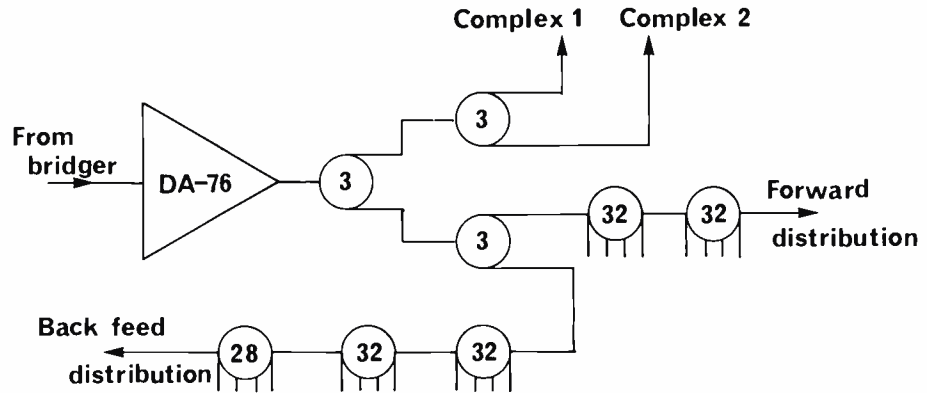 Complex 1
Complex 2
From
bridger
DA-76
3
3
3
32
32
Forward
distribution
Back feed
distribution
28
32
32